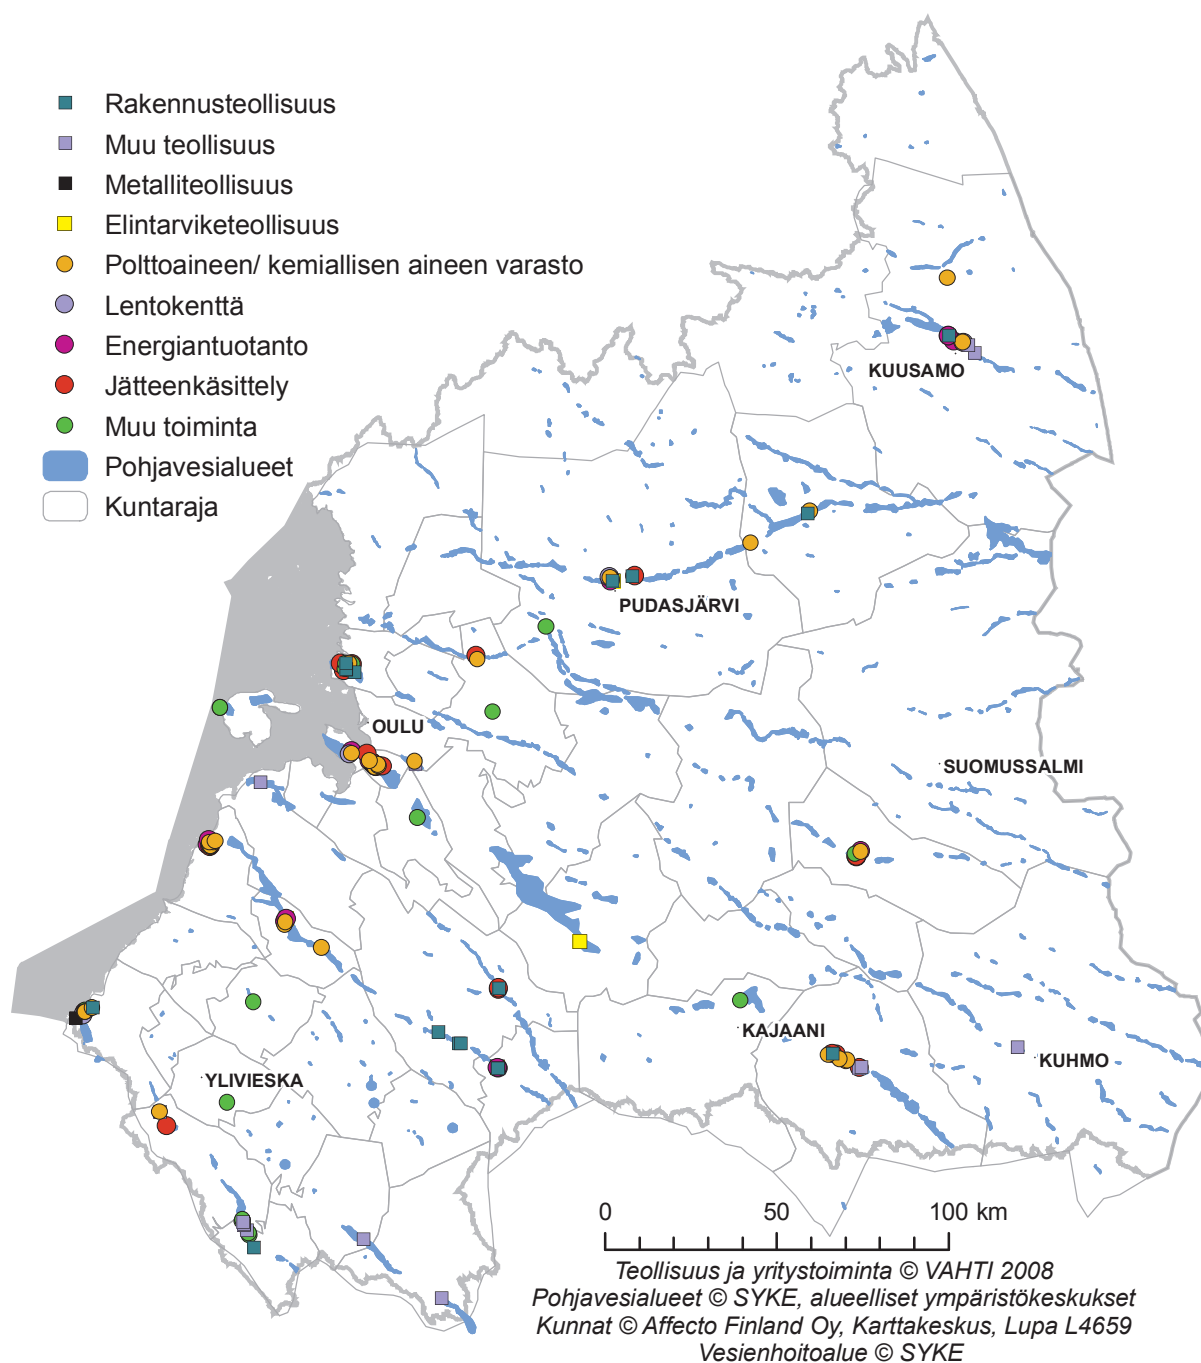 Rakennusteollisuus
Muu teollisuus
Metalliteollisuus
Elintarviketeollisuus
Polttoaineen/ kemiallisen aineen varasto
Lentokenttä
Energiantuotanto
Jätteenkäsittely
Muu toiminta
Pohjavesialueet
Kuntaraja
KUUSAMO
PUDASJÄRVI
OULU
SUOMUSSALMI
KAJAANI
KUHMO
YLIVIESKA
0 50 100 km
Teollisuus ja yritystoiminta © VAHTI 2008
Pohjavesialueet © SYKE, alueelliset ympäristökeskukset
Kunnat © Affecto Finland Oy, Karttakeskus, Lupa L4659
Vesienhoitoalue © SYKE